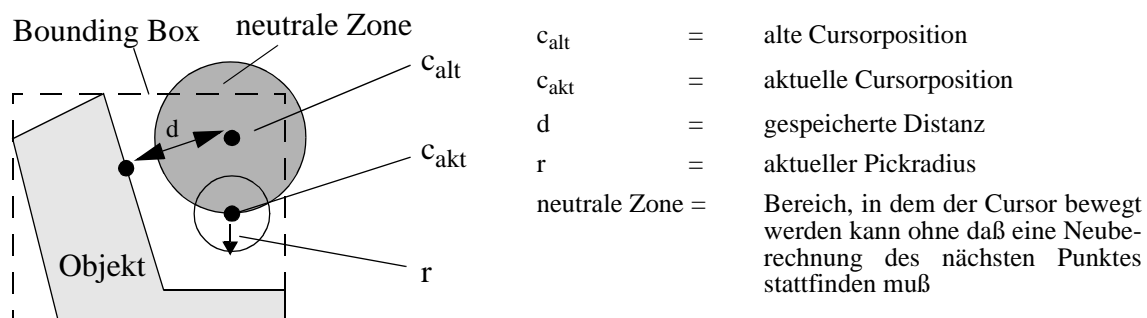 Bounding Box
neutrale Zone
c_alt
d
c_akt
Objekt
r
c_alt = alte Cursorposition
c_akt = aktuelle Cursorposition
d = gespeicherte Distanz
r = aktueller Pickradius
neutrale Zone = Bereich, in dem der Cursor bewegt
werden kann ohne daß eine Neube-
rechnung des nächsten Punktes
stattfinden muß